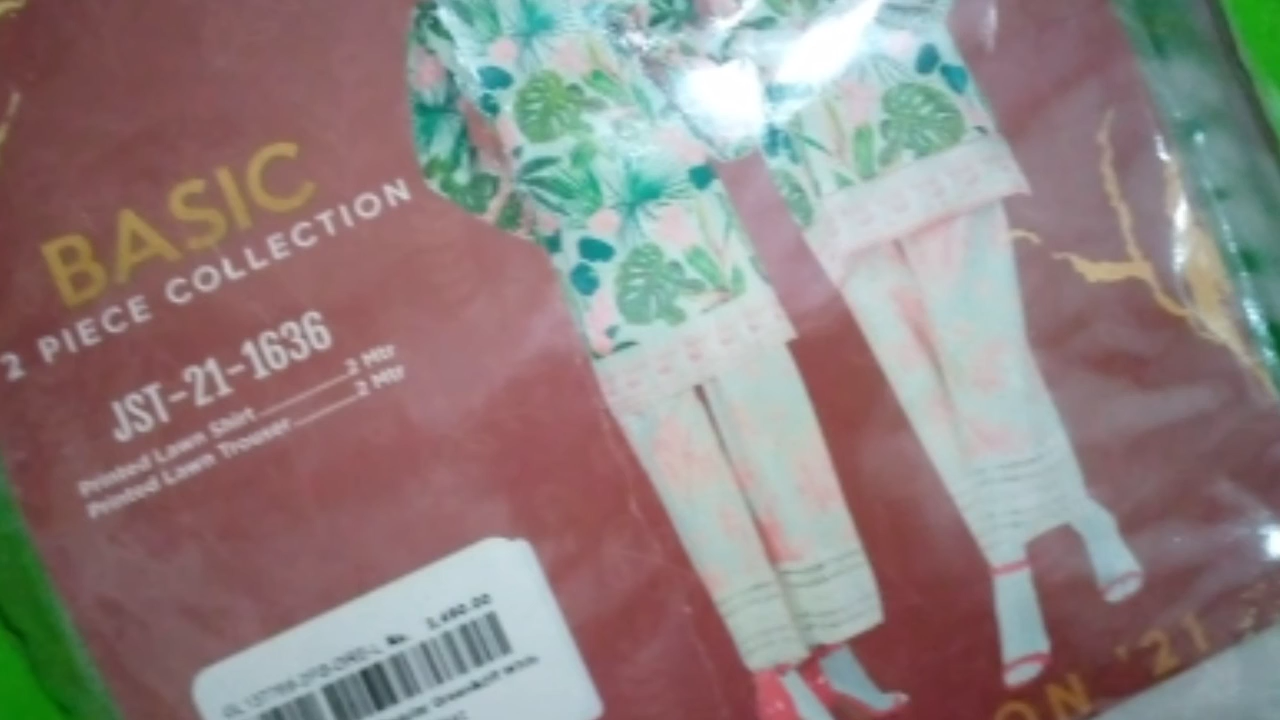 BASIC
2 PIECE COLLECTION
JST-21-1636
Printed Lawn Shirt 2 Mtr
Printed Lawn Trouser 2 Mtr
Rs.
ON '21